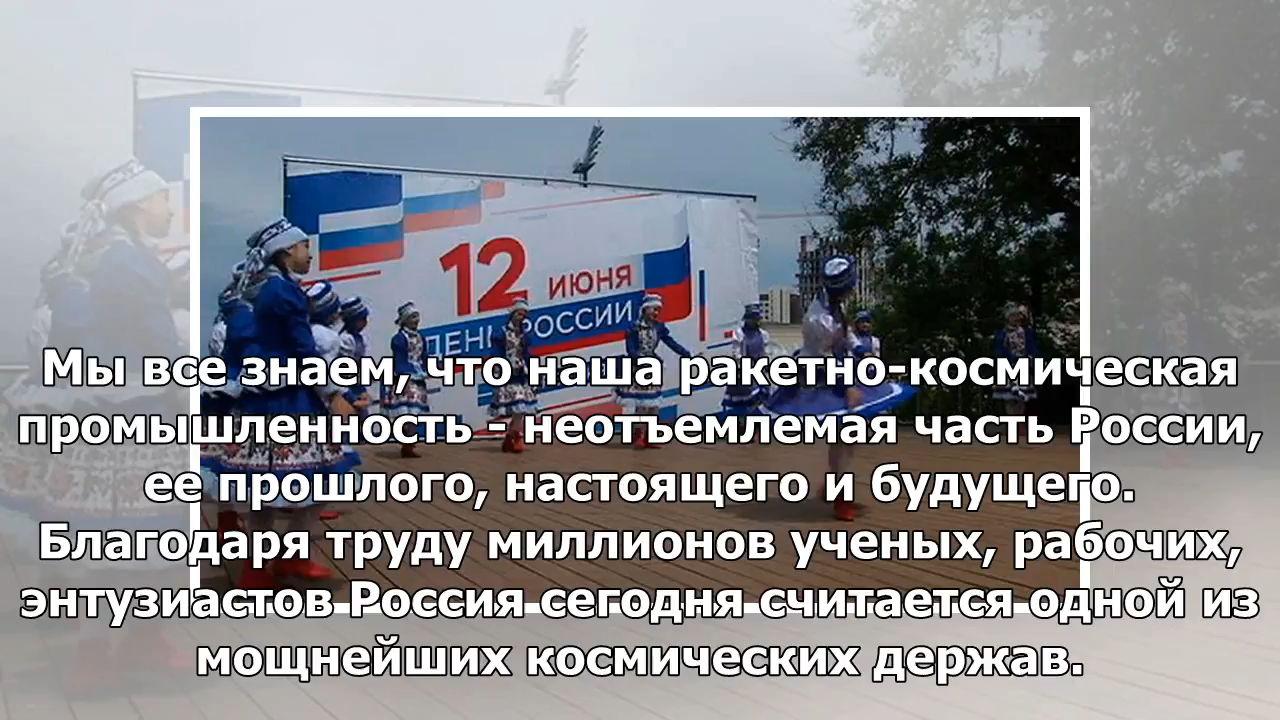 12 ИЮНЯ
ДЕНЬ РОССИИ
Мы все знаем, что наша ракетно-космическая
промышленность - неотъемлемая часть России,
ее прошлого, настоящего и будущего.
Благодаря труду миллионов ученых, рабочих,
энтузиастов Россия сегодня считается одной из
мощнейших космических держав.